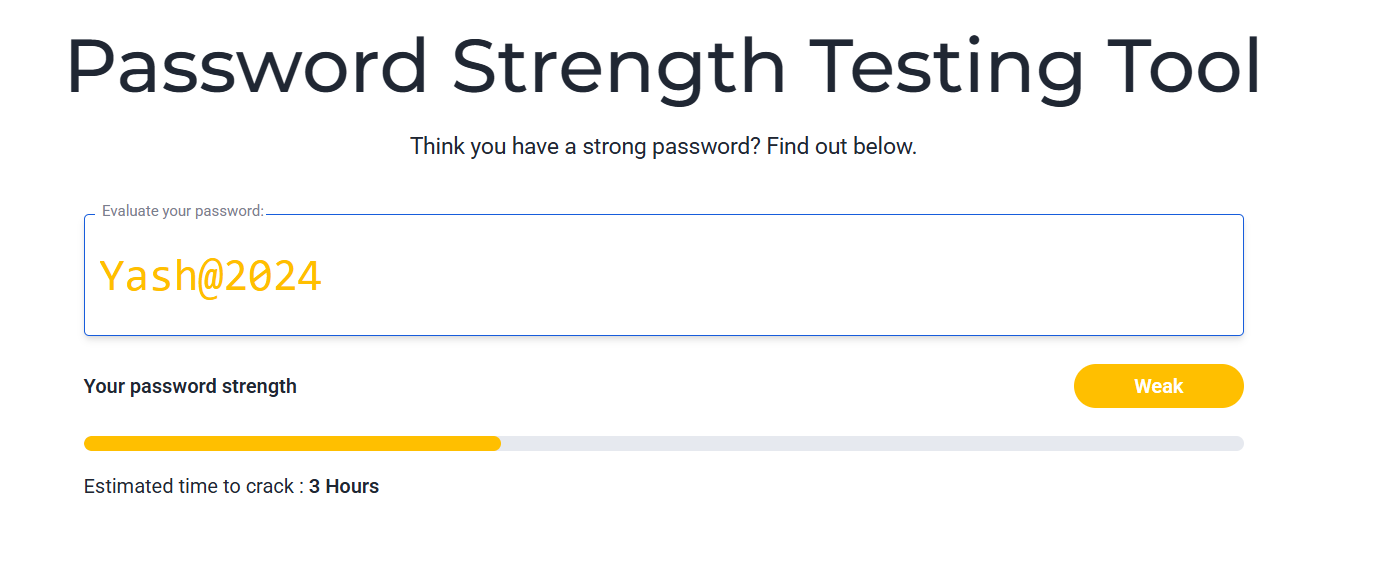 Password Strength Testing Tool
Think you have a strong password? Find out below.
Evaluate your password:
Yash@2024
Your password strength
Weak
Estimated time to crack : 3 Hours